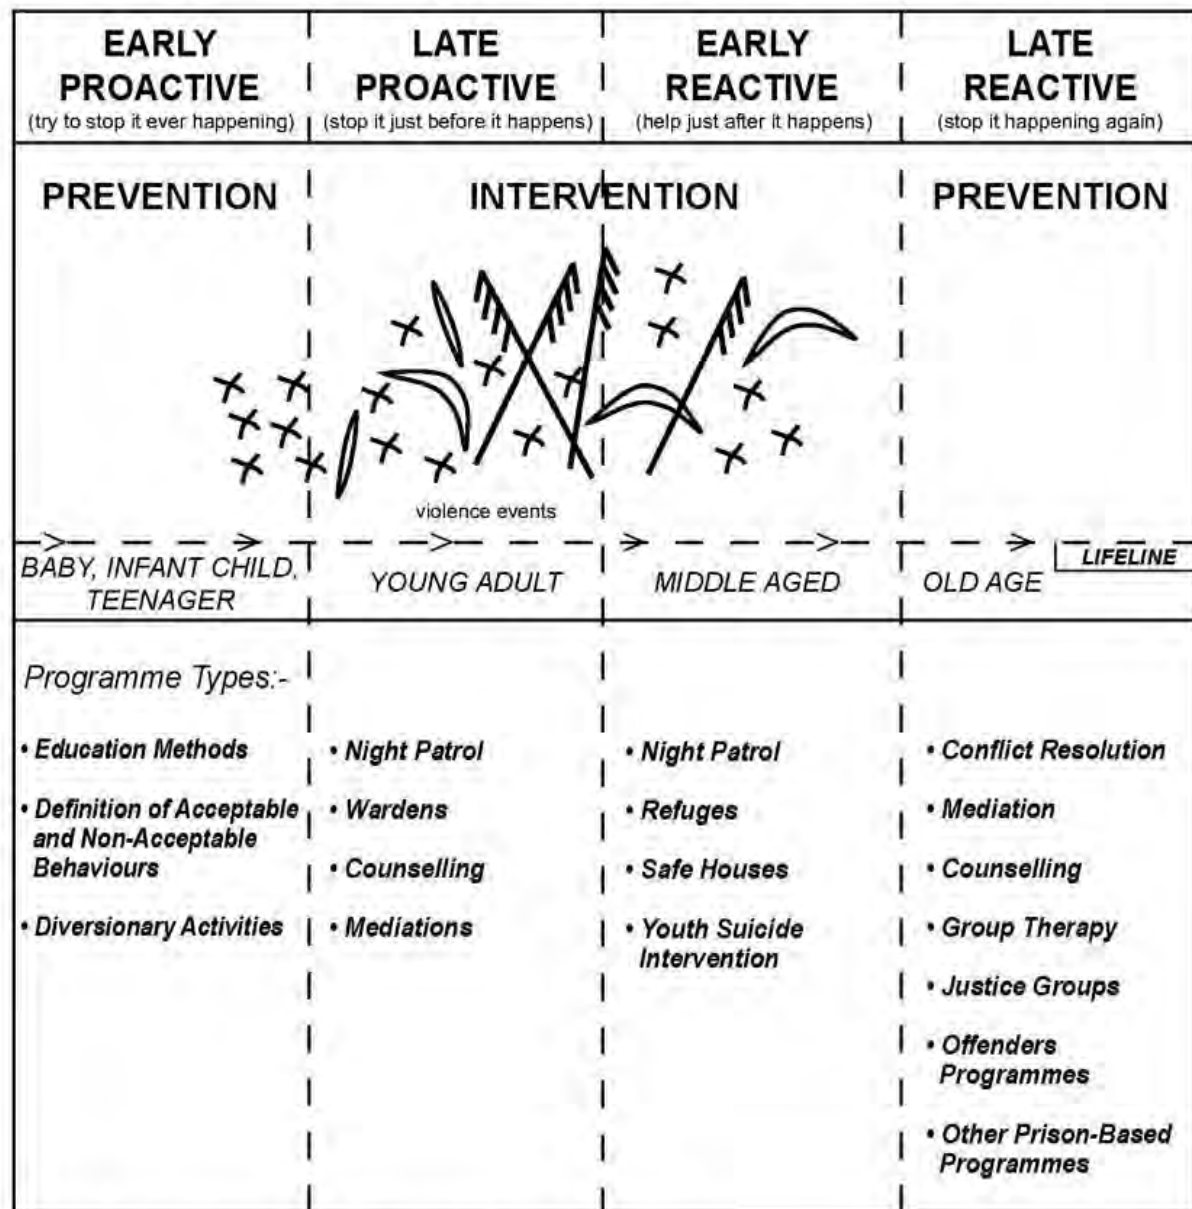 EARLY
PROACTIVE
(try to stop it ever happening)
LATE
PROACTIVE
(stop it just before it happens)
EARLY
REACTIVE
(help just after it happens)
LATE
REACTIVE
(stop it happening again)
PREVENTION
INTERVENTION
PREVENTION
violence events
BABY, INFANT CHILD,
TEENAGER
YOUNG ADULT
MIDDLE AGED
OLD AGE
LIFELINE
Programme Types:-
• Education Methods
• Definition of Acceptable
and Non-Acceptable
Behaviours
• Diversionary Activities
• Night Patrol
• Wardens
• Counselling
• Mediations
• Night Patrol
• Refuges
• Safe Houses
• Youth Suicide
Intervention
• Conflict Resolution
• Mediation
• Counselling
• Group Therapy
• Justice Groups
• Offenders
Programmes
• Other Prison-Based
Programmes